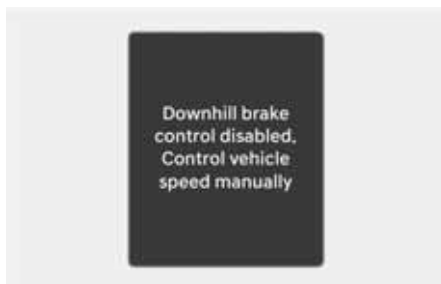 Downhill brake
control disabled,
Control vehicle
speed manually